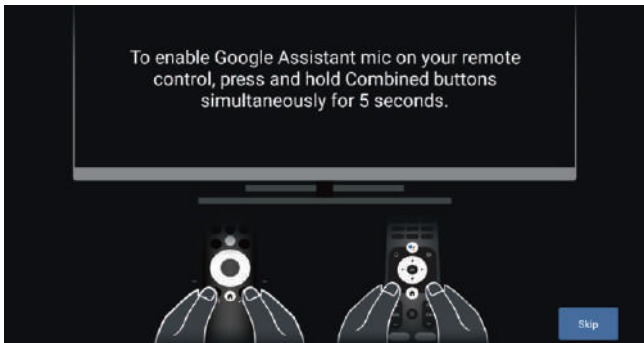 To enable Google Assistant mic on your remote
control, press and hold Combined buttons
simultaneously for 5 seconds.
Skip